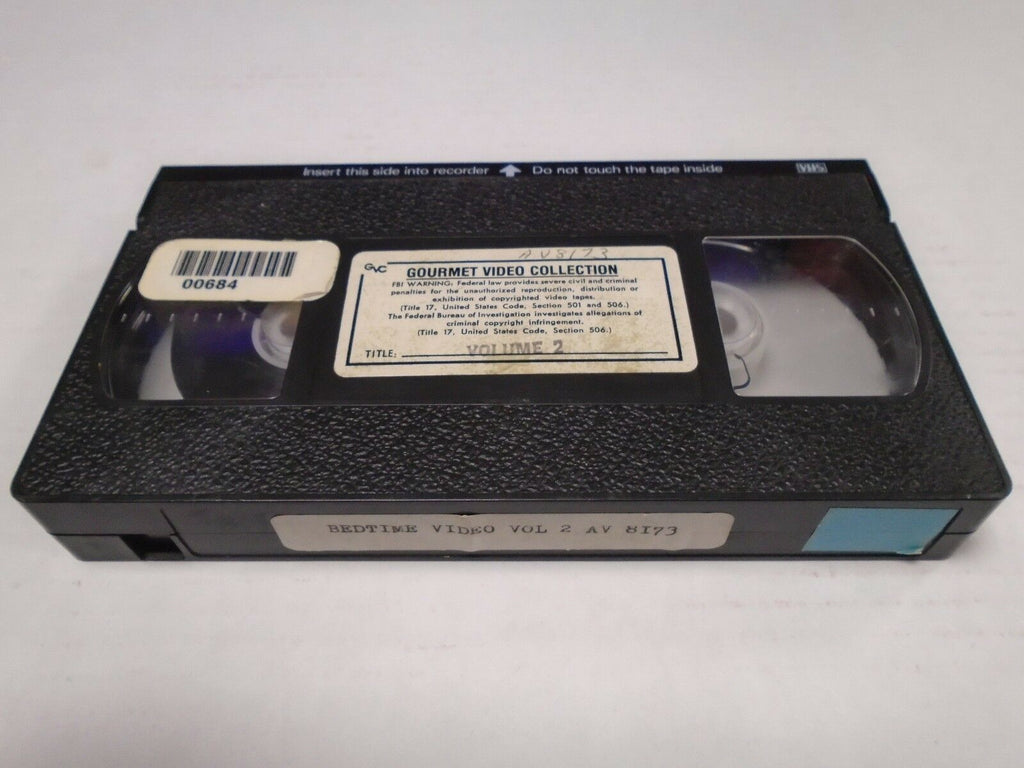 Insert this side into recorder Do not touch the tape inside VHS
AV8173
00684
GVC GOURMET VIDEO COLLECTION
FBI WARNING: Federal law provides severe civil and criminal
penalties for the unauthorized reproduction, distribution or
exhibition of copyrighted video tapes.
(Title 17, United States Code, Section 501 and 506.)
The Federal Bureau of Investigation investigates allegations of
criminal copyright infringement.
(Title 17, United States Code, Section 506.)
TITLE: VOLUME 2
BEDTIME VIDEO VOL 2 AV 8I73